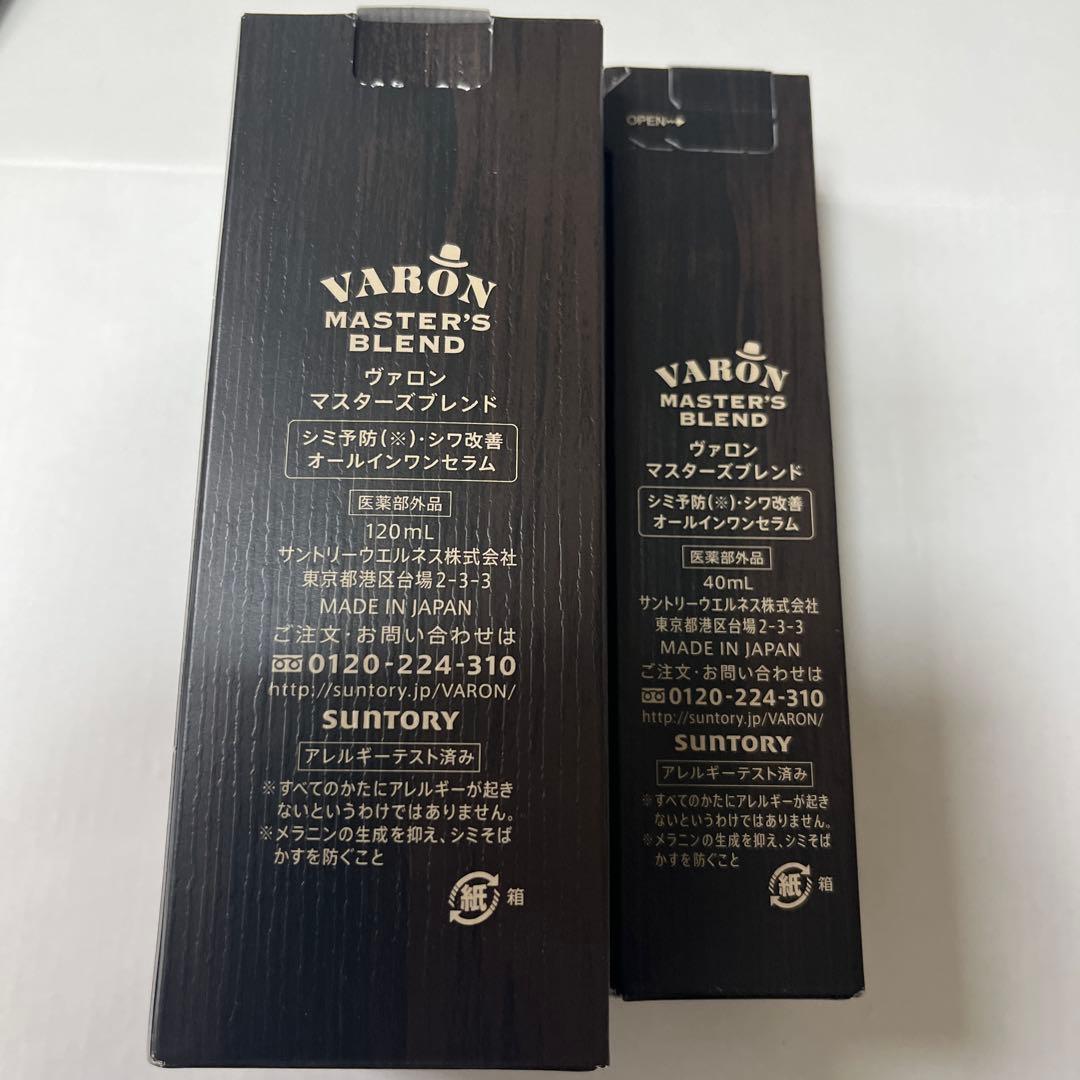 VARON
MASTER'S
BLEND
ヴァロン
マスターズブレンド
シミ予防(※)・シワ改善
オールインワンセラム
医薬部外品
120mL
サントリーウエルネス株式会社
東京都港区台場2-3-3
MADE IN JAPAN
ご注文・お問い合わせは
0120-224-310
http://suntory.jp/VARON/
SUNTORY
アレルギーテスト済み
※すべてのかたにアレルギーが起き
ないというわけではありません。
※メラニンの生成を抑え、シミそば
かすを防ぐこと
紙 箱
OPEN
VARON
MASTER'S
BLEND
ヴァロン
マスターズブレンド
シミ予防(※)・シワ改善
オールインワンセラム
医薬部外品
40mL
サントリーウエルネス株式会社
東京都港区台場2-3-3
MADE IN JAPAN
ご注文・お問い合わせは
0120-224-310
http://suntory.jp/VARON/
SUNTORY
アレルギーテスト済み
※すべてのかたにアレルギーが起き
ないというわけではありません。
※メラニンの生成を抑え、シミそば
かすを防ぐこと
紙 箱